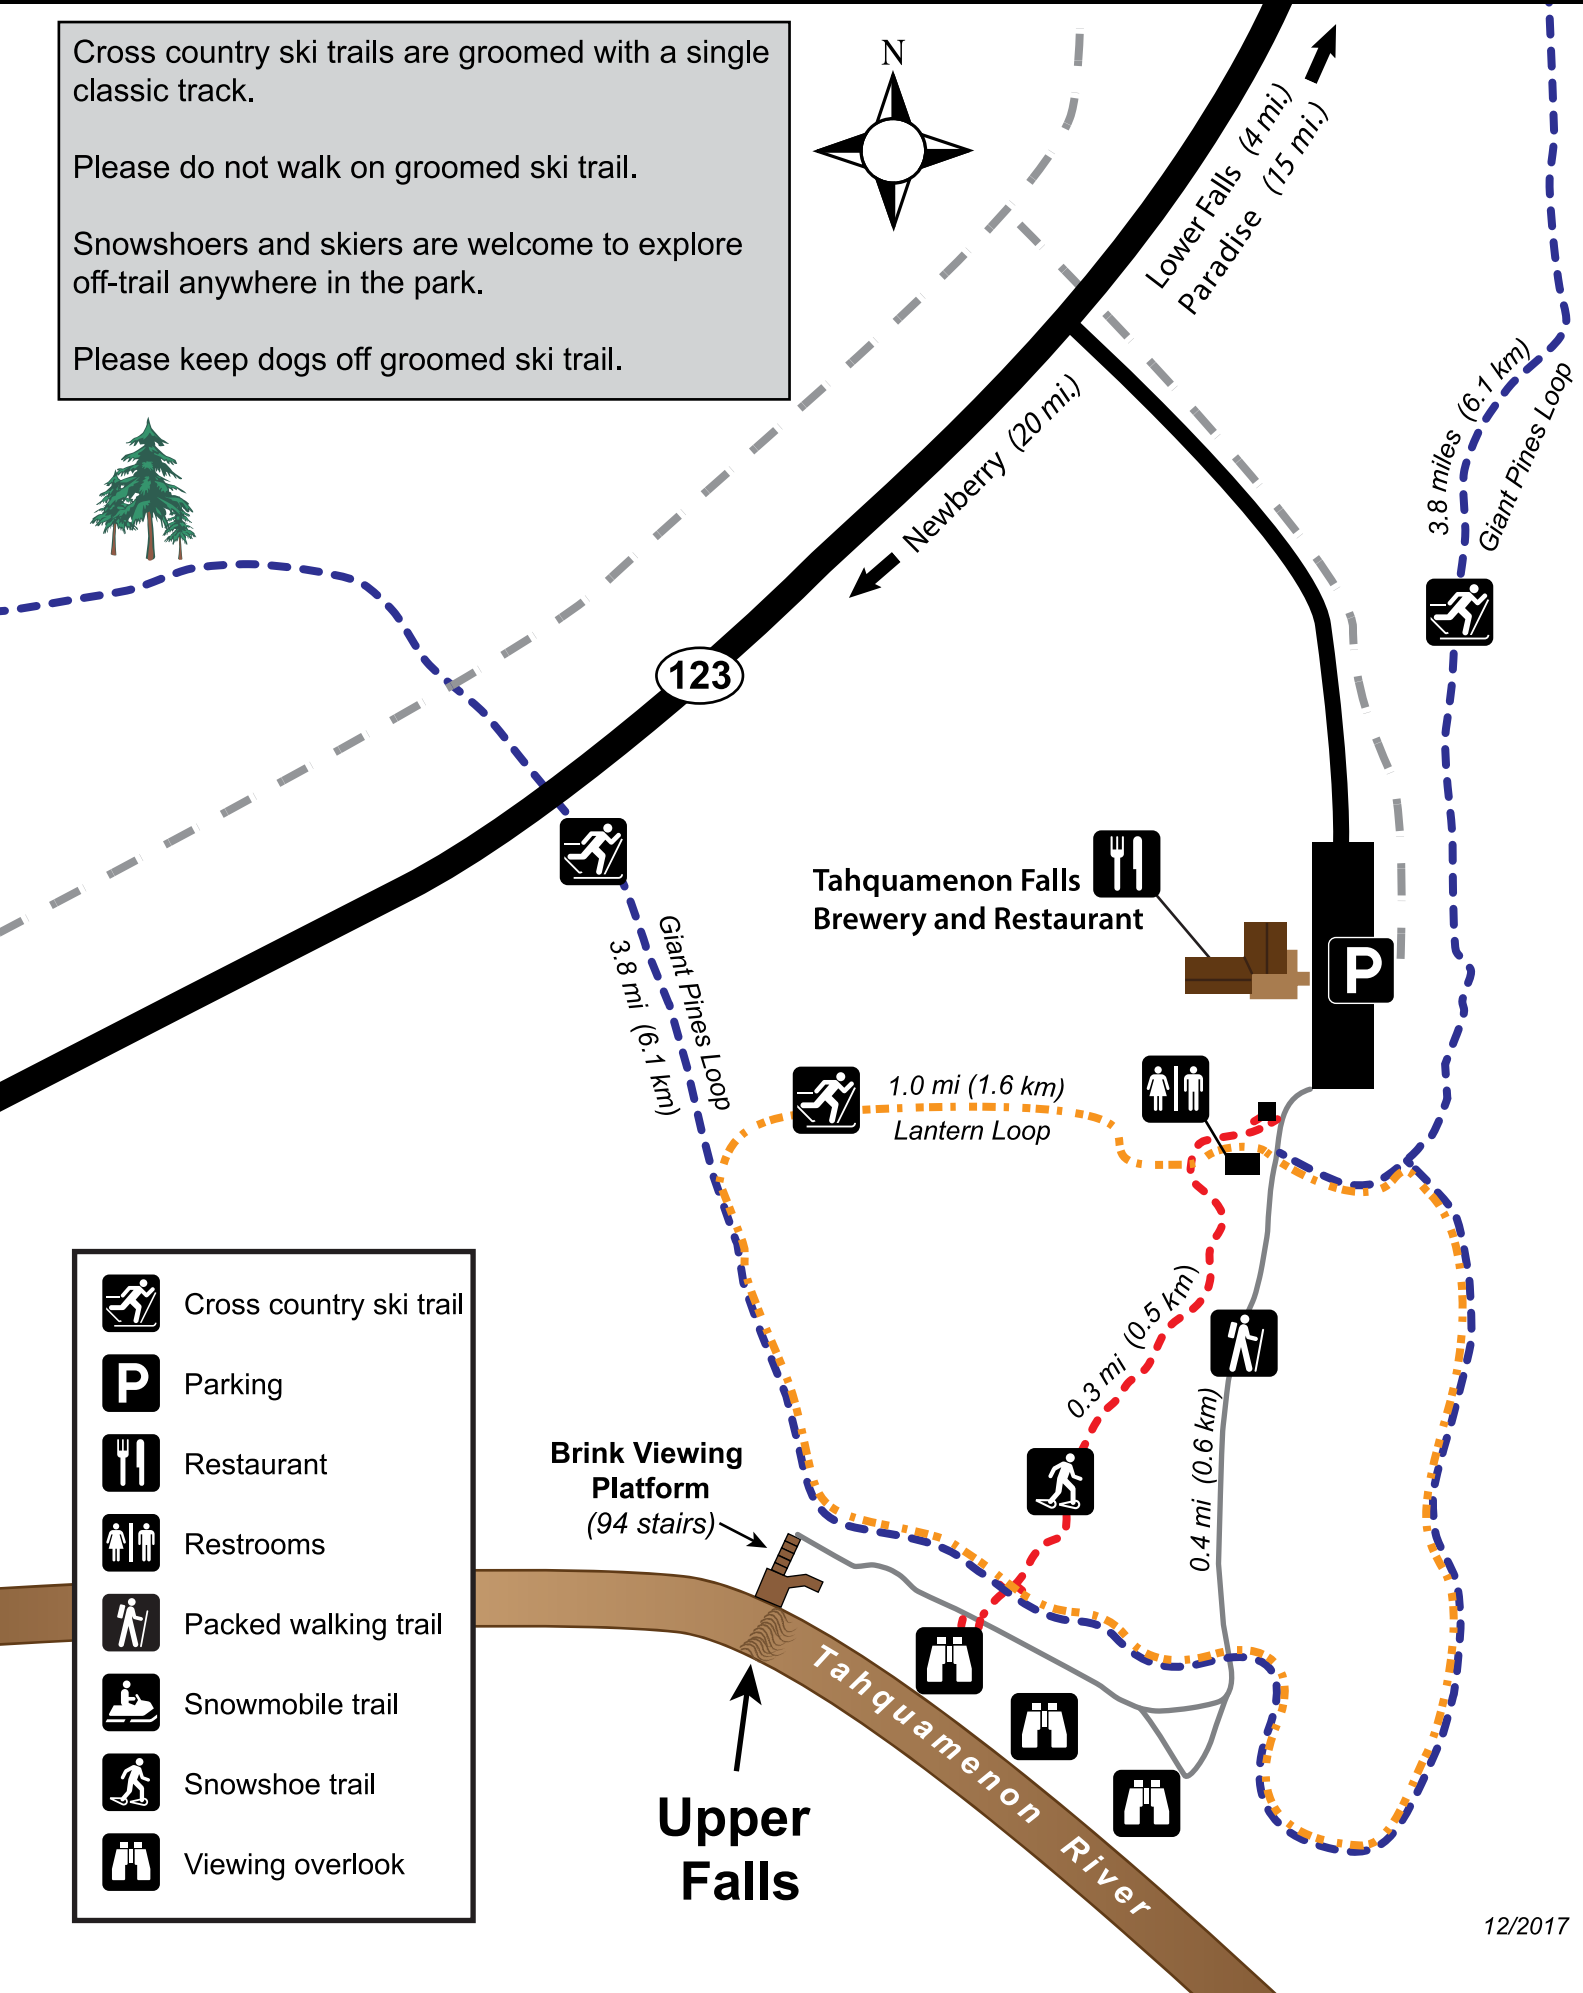 Cross country ski trails are groomed with a single
classic track.
Please do not walk on groomed ski trail.
Snowshoers and skiers are welcome to explore
off-trail anywhere in the park.
Please keep dogs off groomed ski trail.
N
Lower Falls (4 mi.)
Paradise (15 mi.)
Newberry (20 mi.)
123
3.8 miles (6.1 km)
Giant Pines Loop
Tahquamenon Falls
Brewery and Restaurant
P
Giant Pines Loop
3.8 mi (6.1 km)
1.0 mi (1.6 km)
Lantern Loop
0.3 mi (0.5 km)
0.4 mi (0.6 km)
Brink Viewing
Platform
(94 stairs)
Upper
Falls
Tahquamenon River
Cross country ski trail
P Parking
Restaurant
Restrooms
Packed walking trail
Snowmobile trail
Snowshoe trail
Viewing overlook
12/2017